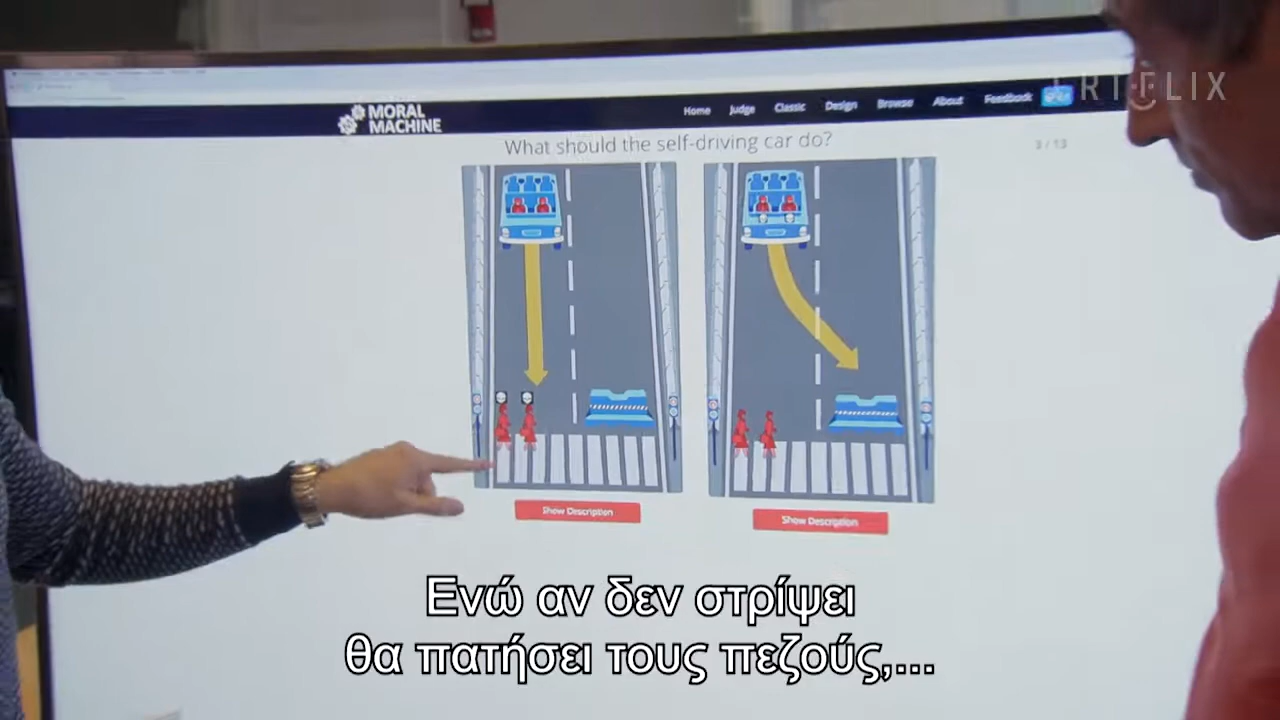 ERTFLIX
MORAL
MACHINE
Home Judge Classic Design Browse About Feedback
What should the self-driving car do?
3 / 13
Show Description
Show Description
Ενώ αν δεν στρίψει
θα πατήσει τους πεζούς,...